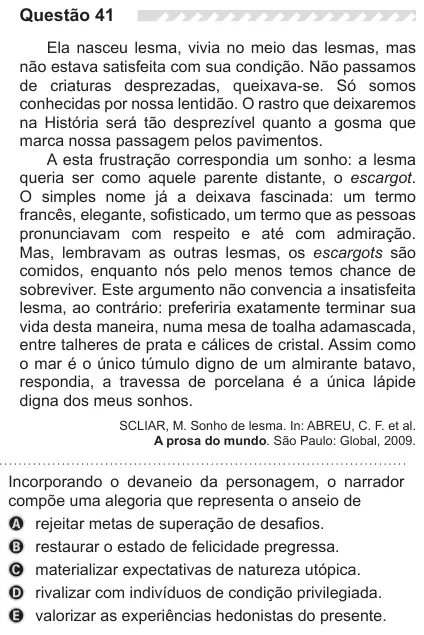 Questão 41
Ela nasceu lesma, vivia no meio das lesmas, mas
não estava satisfeita com sua condição. Não passamos
de criaturas desprezadas, queixava-se. Só somos
conhecidas por nossa lentidão. O rastro que deixaremos
na História será tão desprezível quanto a gosma que
marca nossa passagem pelos pavimentos.
A esta frustração correspondia um sonho: a lesma
queria ser como aquele parente distante, o escargot.
O simples nome já a deixava fascinada: um termo
francês, elegante, sofisticado, um termo que as pessoas
pronunciavam com respeito e até com admiração.
Mas, lembravam as outras lesmas, os escargots são
comidos, enquanto nós pelo menos temos chance de
sobreviver. Este argumento não convencia a insatisfeita
lesma, ao contrário: preferiria exatamente terminar sua
vida desta maneira, numa mesa de toalha adamascada,
entre talheres de prata e cálices de cristal. Assim como
o mar é o único túmulo digno de um almirante batavo,
respondia, a travessa de porcelana é a única lápide
digna dos meus sonhos.
SCLIAR, M. Sonho de lesma. In: ABREU, C. F. et al.
A prosa do mundo. São Paulo: Global, 2009.
Incorporando o devaneio da personagem, o narrador
compõe uma alegoria que representa o anseio de
A rejeitar metas de superação de desafios.
B restaurar o estado de felicidade pregressa.
C materializar expectativas de natureza utópica.
D rivalizar com indivíduos de condição privilegiada.
E valorizar as experiências hedonistas do presente.